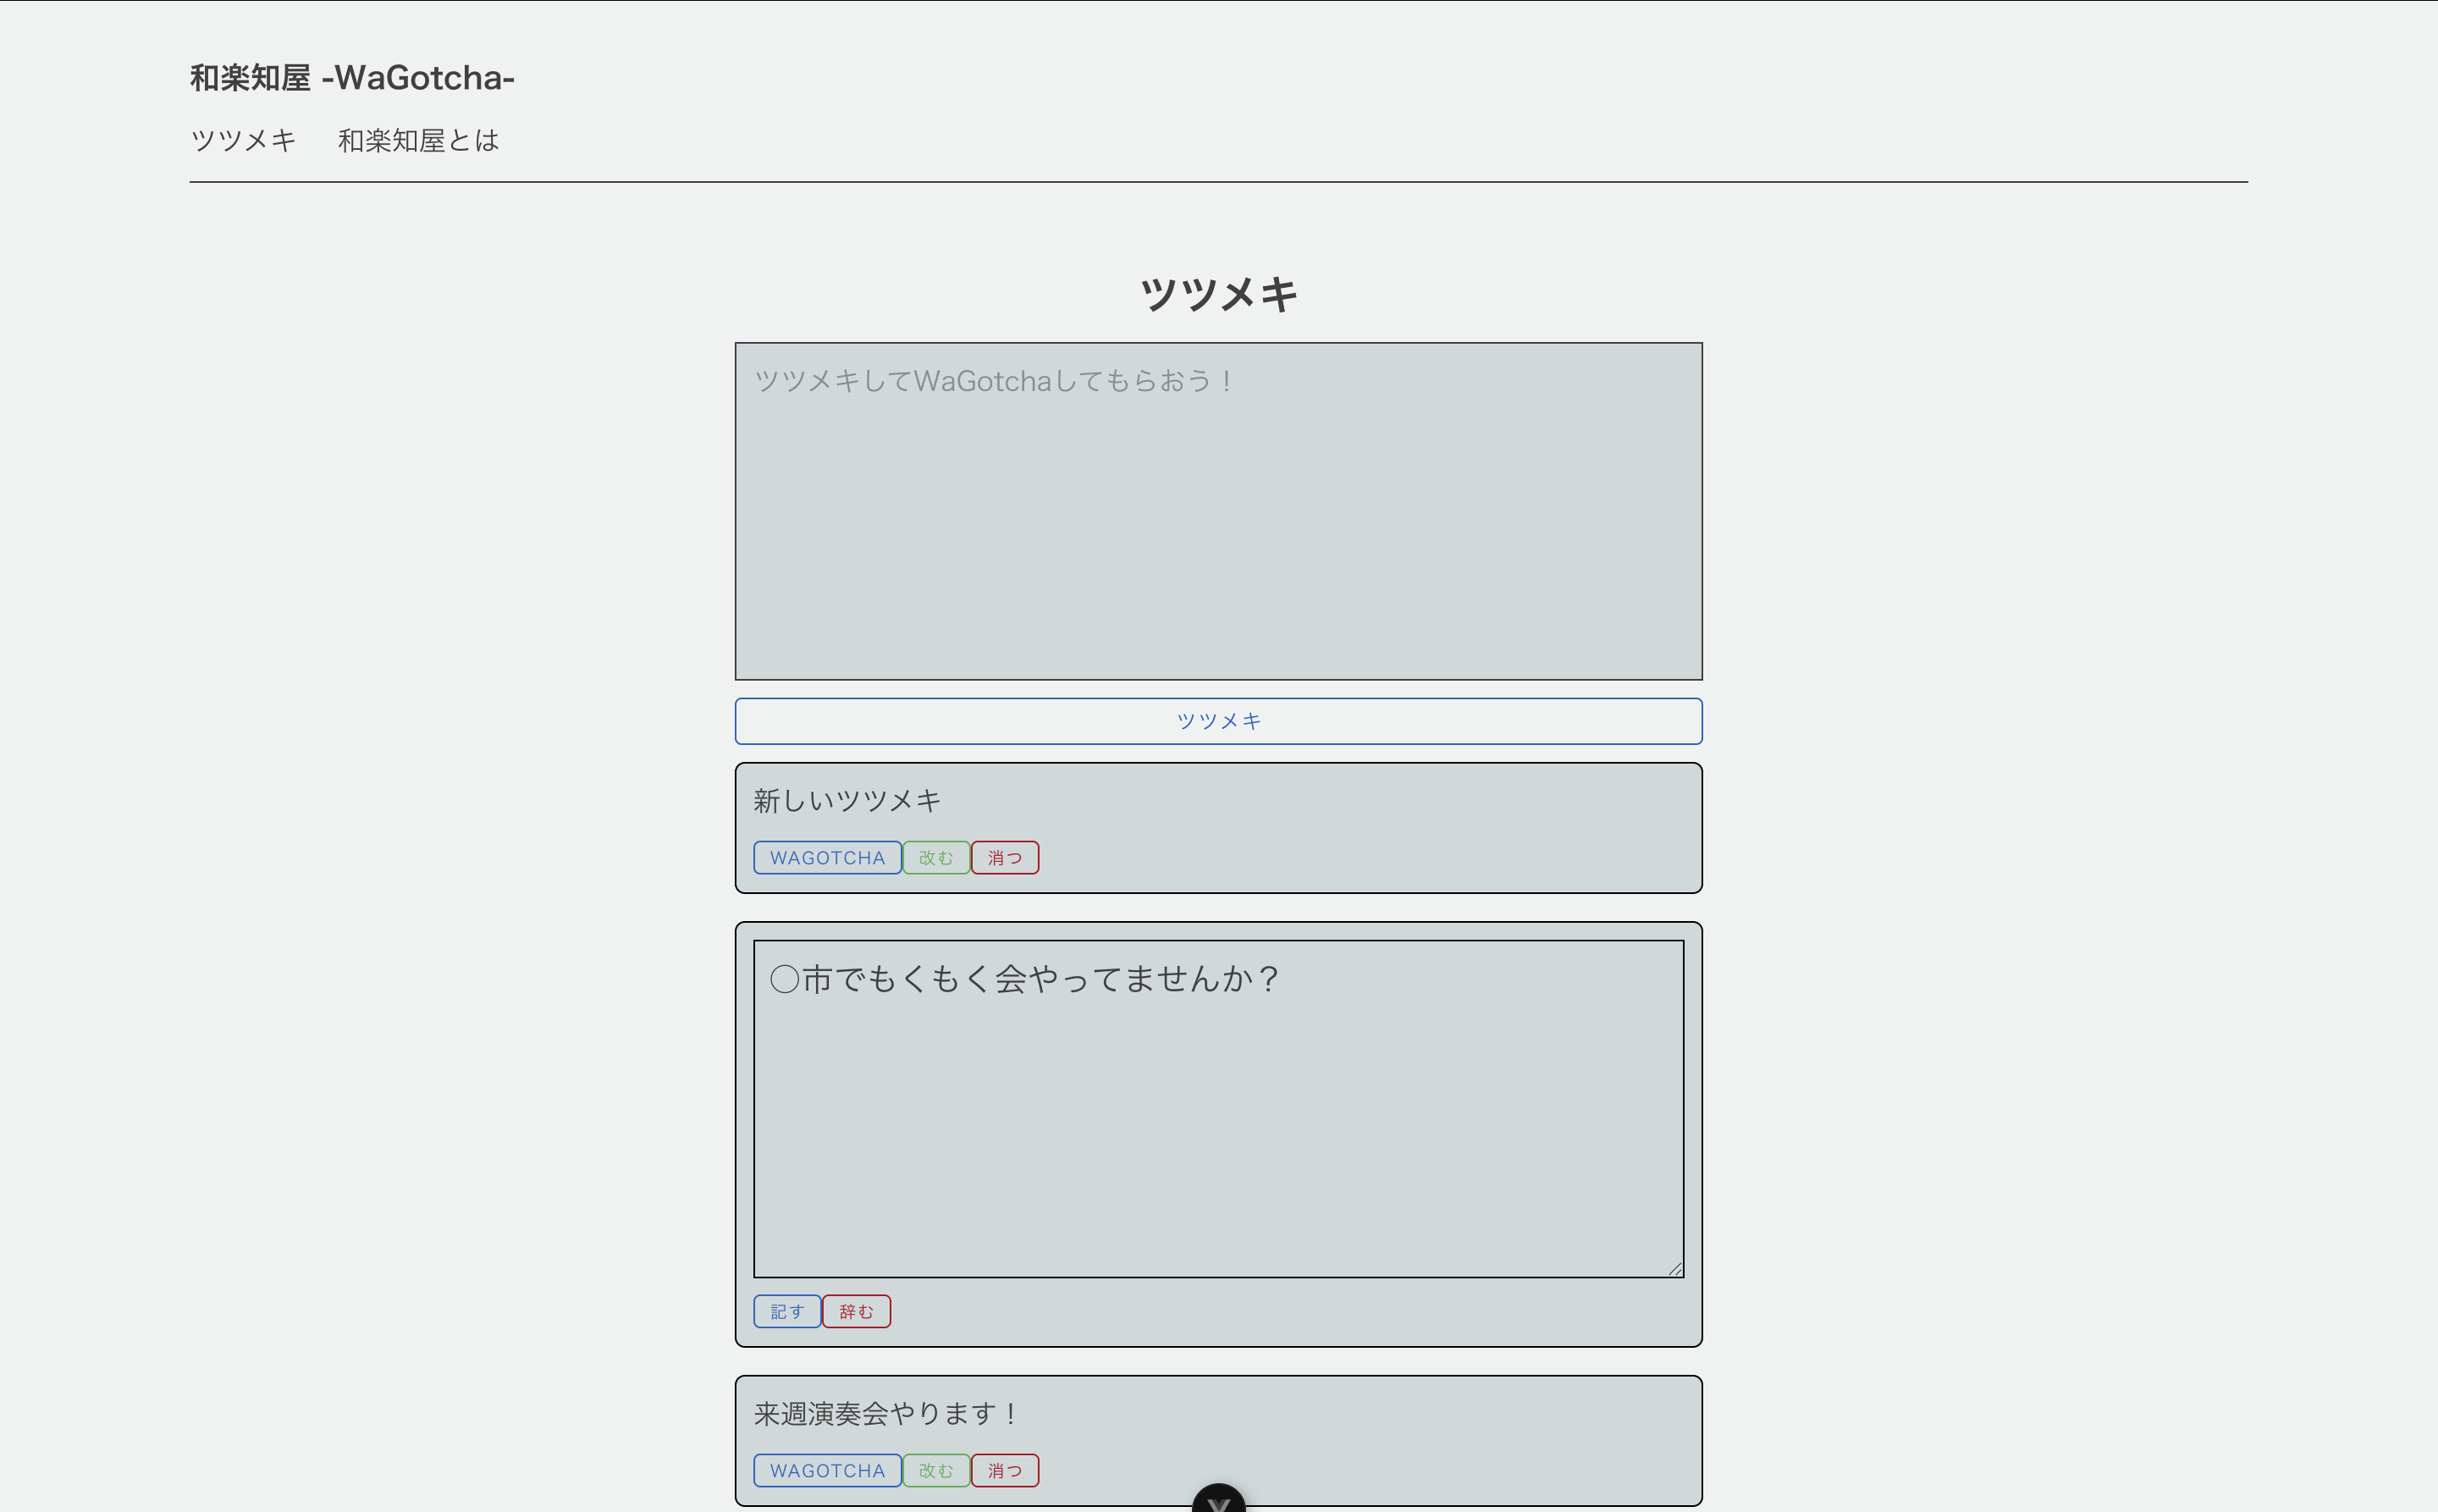 和楽知屋 -WaGotcha-
ツツメキ 和楽知屋とは
ツツメキ
ツツメキしてWaGotchaしてもらおう！
ツツメキ
新しいツツメキ
WAGOTCHA 改む 消つ
◯市でもくもく会やってませんか？
記す 辞む
来週演奏会やります！
WAGOTCHA 改む 消つ